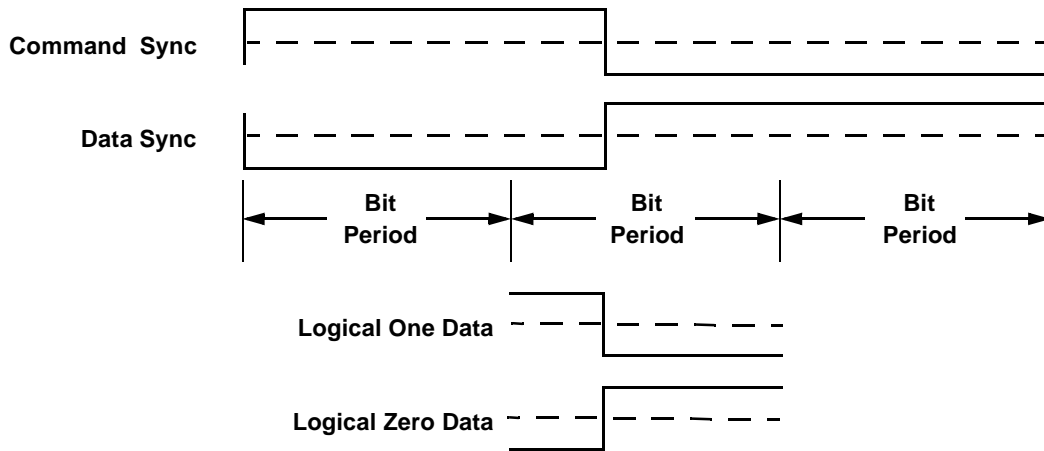 Command Sync
Data Sync
Bit Period
Bit Period
Bit Period
Logical One Data
Logical Zero Data